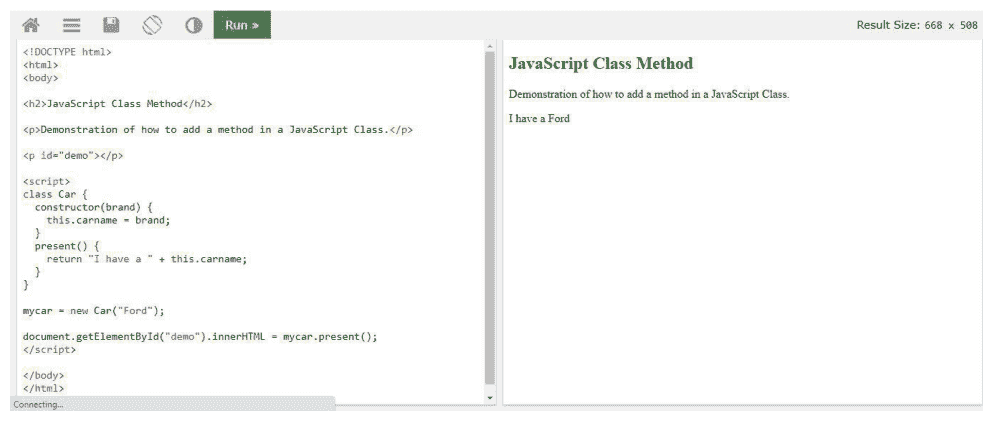 Run »
Result Size: 668 x 508
<!DOCTYPE html>
<html>
<body>
<h2>JavaScript Class Method</h2>
<p>Demonstration of how to add a method in a JavaScript Class.</p>
<p id="demo"></p>
<script>
class Car {
  constructor(brand) {
    this.carname = brand;
  }
  present() {
    return "I have a " + this.carname;
  }
}
mycar = new Car("Ford");
document.getElementById("demo").innerHTML = mycar.present();
</script>
</body>
</html>
Connecting...
JavaScript Class Method
Demonstration of how to add a method in a JavaScript Class.
I have a Ford